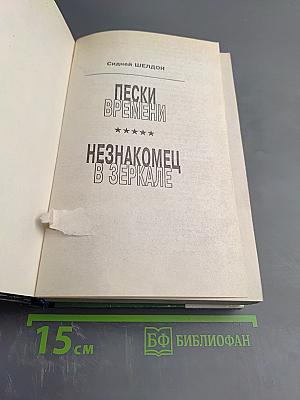 Сидней ШЕЛДОН
ПЕСКИ
ВРЕМЕНИ
★★★★★
НЕЗНАКОМЕЦ
В ЗЕРКАЛЕ
15 см
БФ БИБЛИОФАН